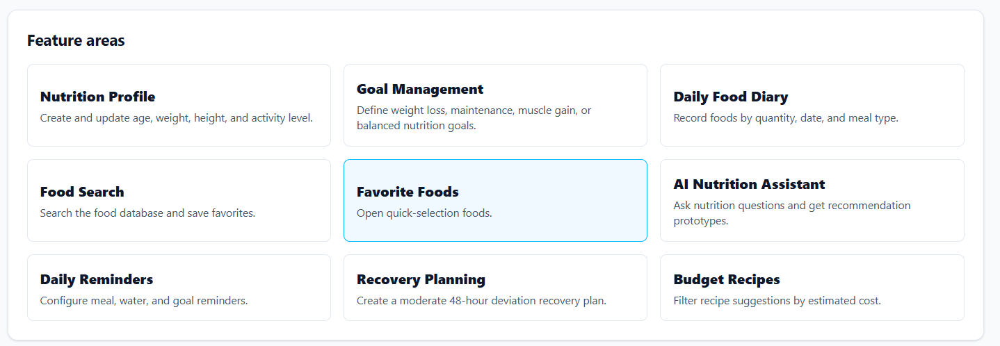 Feature areas
Nutrition Profile
Create and update age, weight, height, and activity level.
Goal Management
Define weight loss, maintenance, muscle gain, or
balanced nutrition goals.
Daily Food Diary
Record foods by quantity, date, and meal type.
Food Search
Search the food database and save favorites.
Favorite Foods
Open quick-selection foods.
AI Nutrition Assistant
Ask nutrition questions and get recommendation
prototypes.
Daily Reminders
Configure meal, water, and goal reminders.
Recovery Planning
Create a moderate 48-hour deviation recovery plan.
Budget Recipes
Filter recipe suggestions by estimated cost.